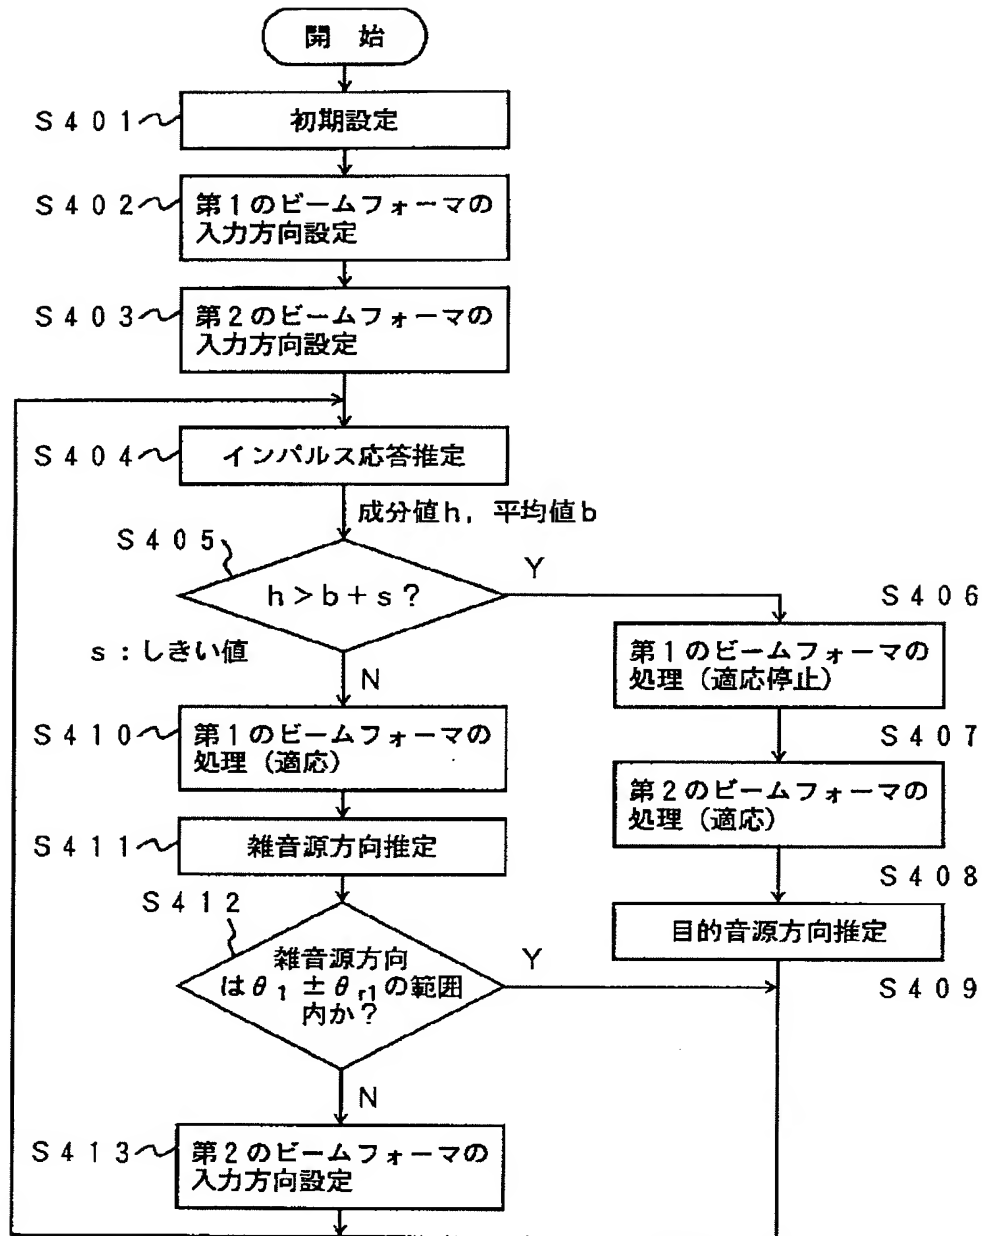 開 始
S401
初期設定
S402
第1のビームフォーマの
入力方向設定
S403
第2のビームフォーマの
入力方向設定
S404
インパルス応答推定
成分値h，平均値b
S405
h＞b＋s？
Y
s：しきい値
N
S406
第1のビームフォーマの
処理（適応停止）
S407
第2のビームフォーマの
処理（適応）
S408
目的音源方向推定
S409
S410
第1のビームフォーマの
処理（適応）
S411
雑音源方向推定
S412
雑音源方向
はθ1±θr1の範囲
内か？
Y
N
S413
第2のビームフォーマの
入力方向設定